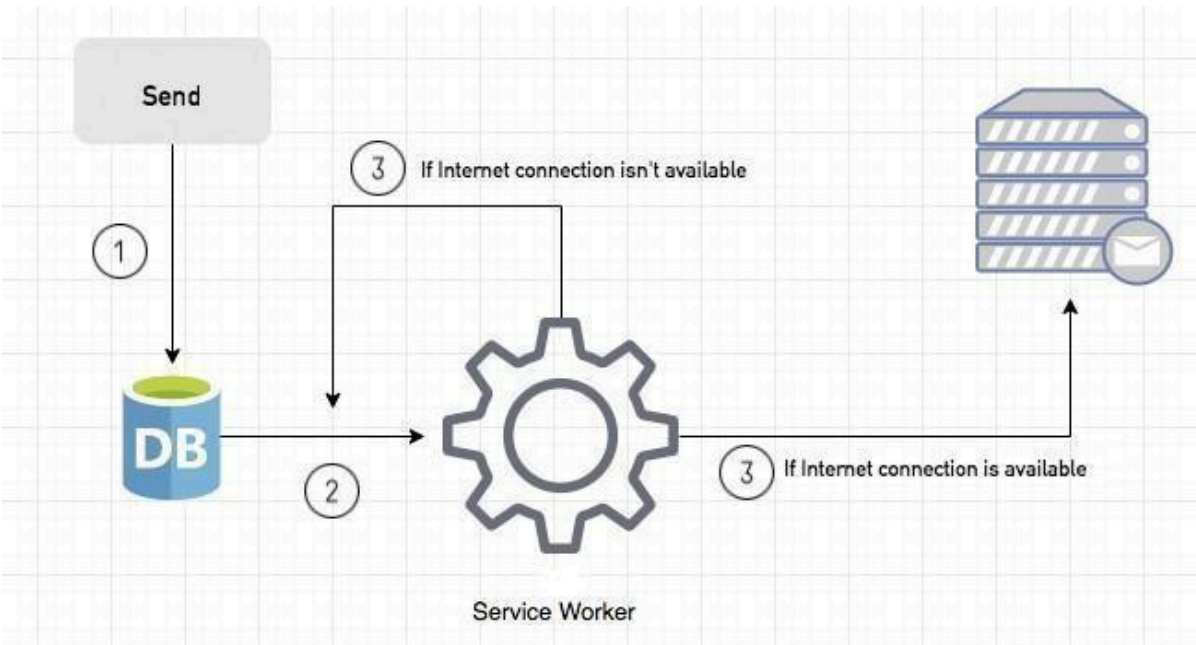 Send
3 If Internet connection isn't available
1
DB
2
3 If Internet connection is available
Service Worker